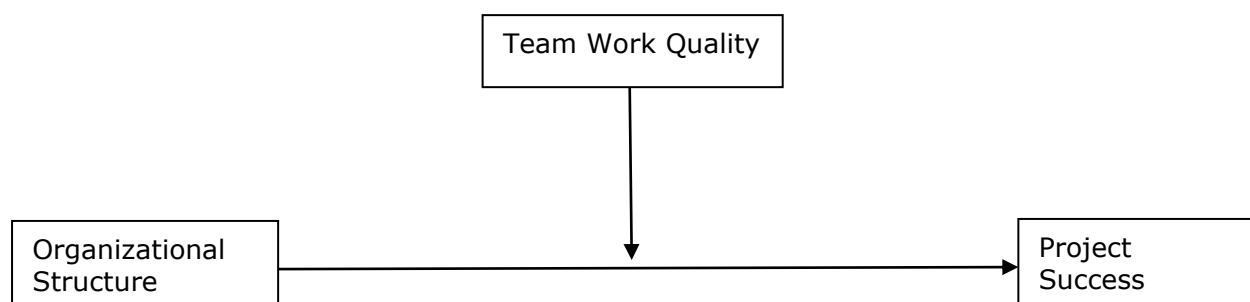 Team Work Quality
Organizational
Structure
Project
Success